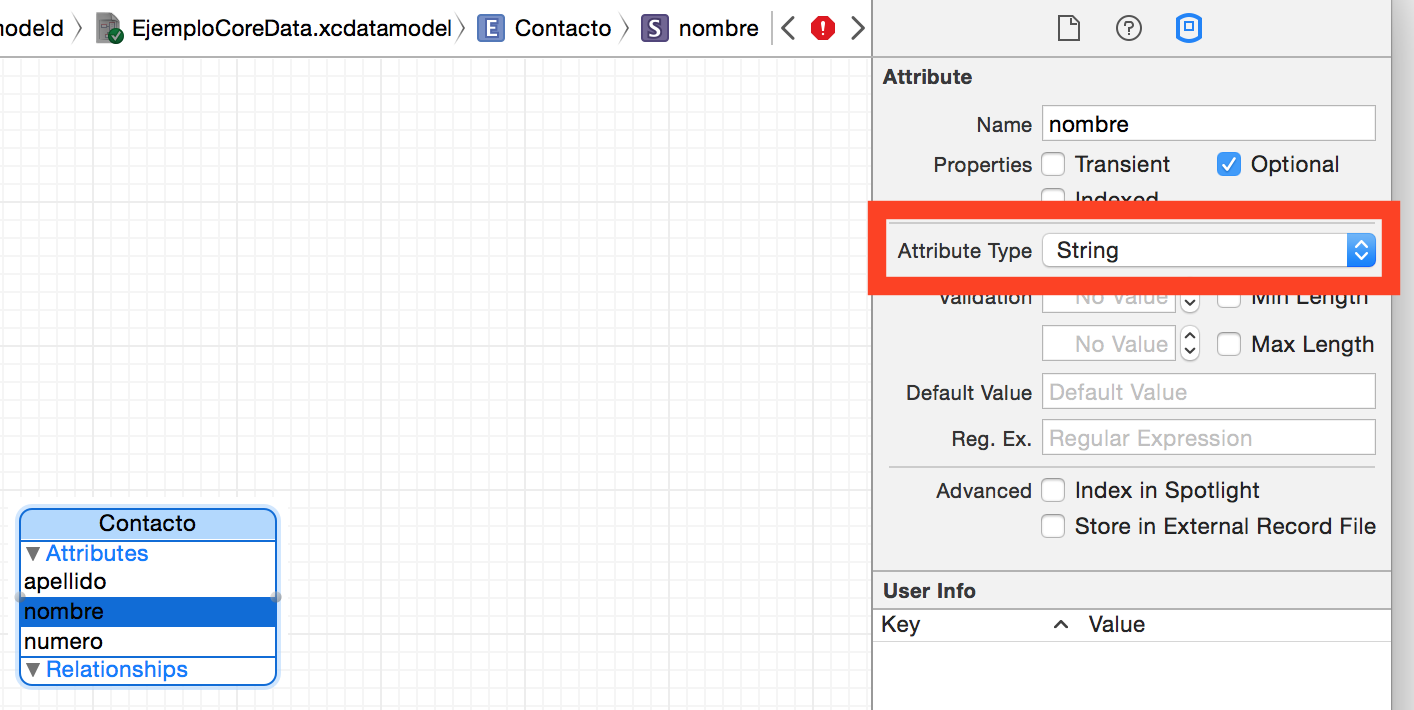 modeld EjemploCoreData.xcdatamodel E Contacto S nombre
Attribute
Name nombre
Properties Transient Optional
Indexed
Attribute Type String
Validation No Value Min Length
No Value Max Length
Default Value Default Value
Reg. Ex. Regular Expression
Advanced Index in Spotlight
Store in External Record File
User Info
Key Value
Contacto
Attributes
apellido
nombre
numero
Relationships